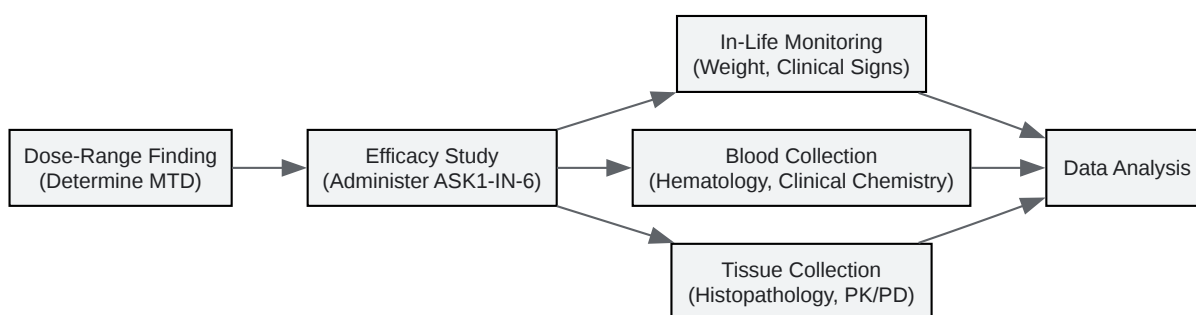 Dose-Range Finding
(Determine MTD)
Efficacy Study
(Administer ASK1-IN-6)
In-Life Monitoring
(Weight, Clinical Signs)
Blood Collection
(Hematology, Clinical Chemistry)
Tissue Collection
(Histopathology, PK/PD)
Data Analysis